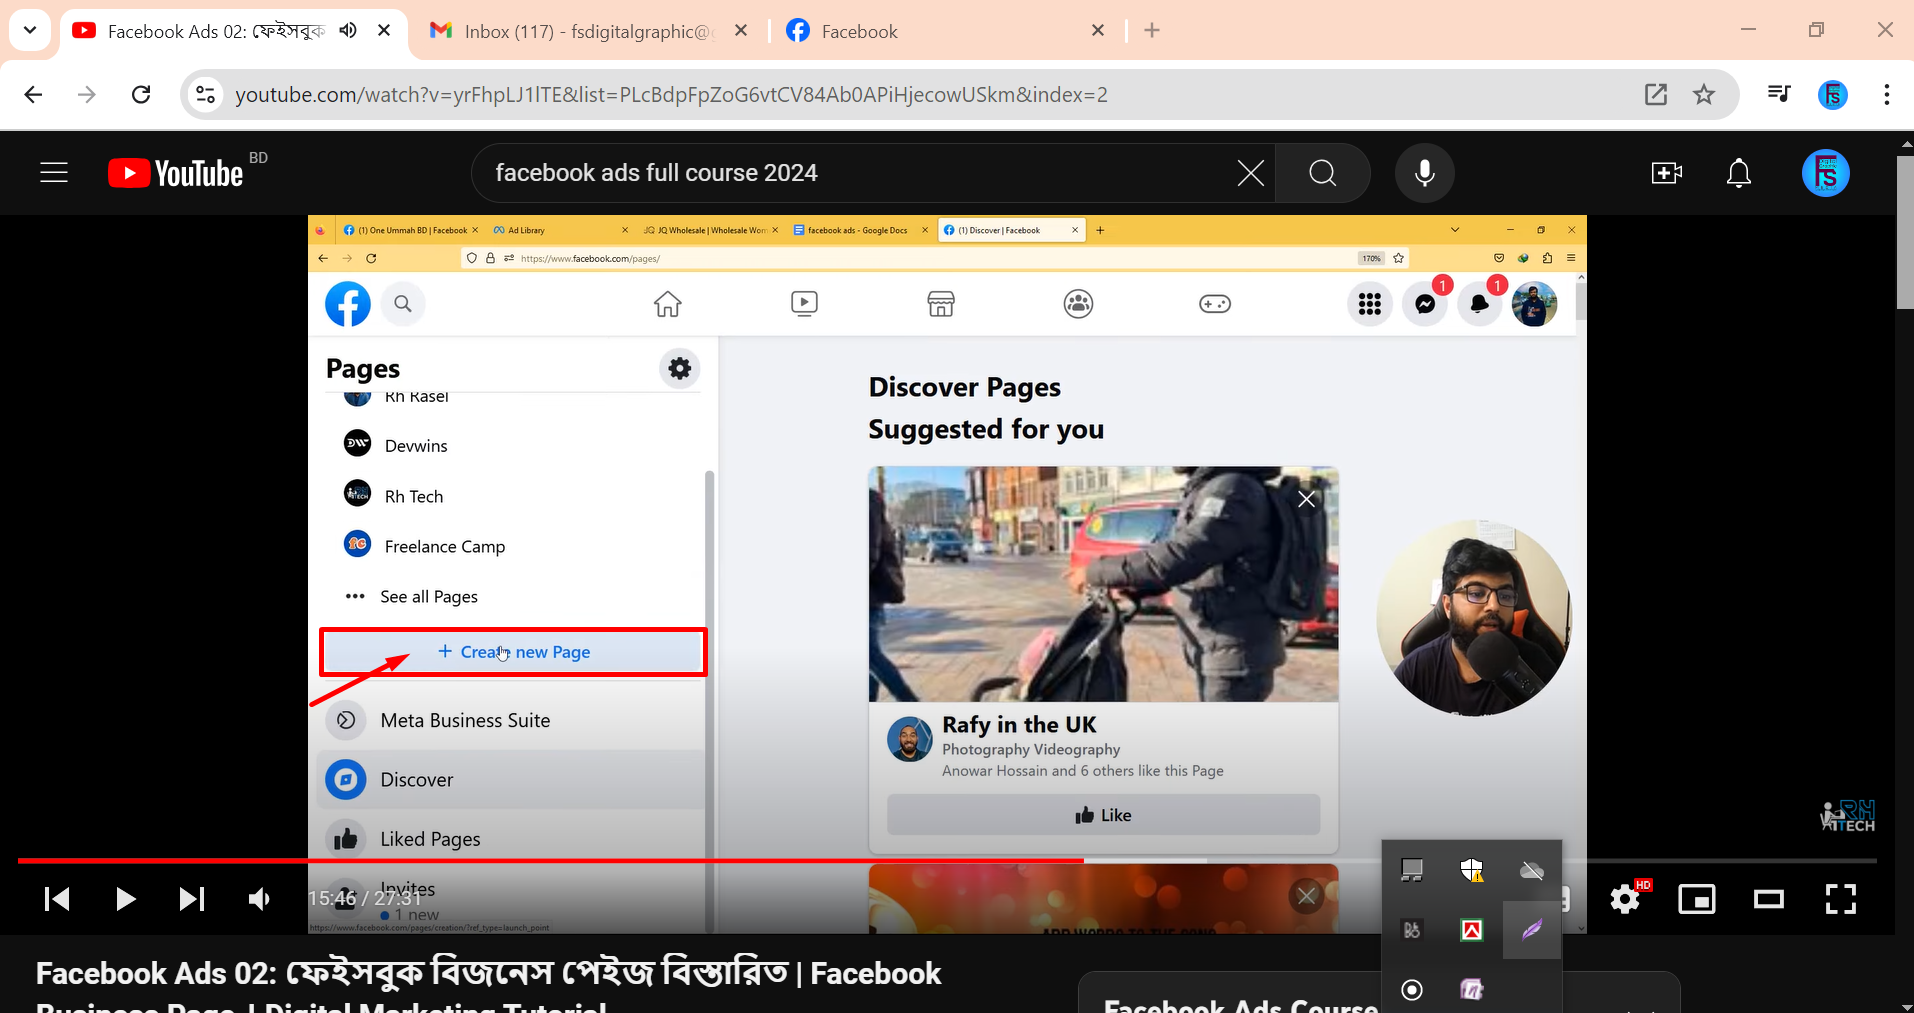 Facebook Ads 02: ফেইসবুক
Inbox (117) - fsdigitalgraphic@
Facebook
youtube.com/watch?v=yrFhpLJ1lTE&list=PLcBdpFpZoG6vtCV84Ab0APiHjecowUSkm&index=2
YouTube BD
facebook ads full course 2024
(1) One Ummah BD | Facebook
Ad Library
JQ JQ Wholesale | Wholesale Wom
facebook ads - Google Docs
(1) Discover | Facebook
https://www.facebook.com/pages/
170%
1
1
Pages
Rh Rasel
Devwins
Rh Tech
Freelance Camp
See all Pages
+ Create new Page
Meta Business Suite
Discover
Liked Pages
Invites
1 new
https://www.facebook.com/pages/creation/?ref_type=launch_point
Discover Pages
Suggested for you
Rafy in the UK
Photography Videography
Anowar Hossain and 6 others like this Page
Like
RH
TECH
15:46 / 27:31
HD
Facebook Ads 02: ফেইসবুক বিজনেস পেইজ বিস্তারিত | Facebook
Business Page | Digital Marketing Tutorial
Facebook Ads Course